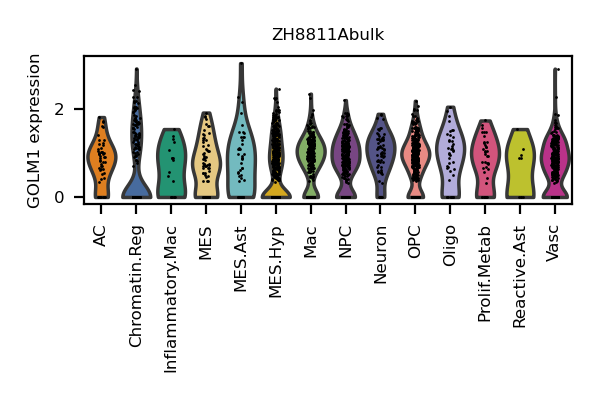 ZH8811Abulk
GOLM1 expression
2
0
AC
Chromatin.Reg
Inflammatory.Mac
MES
MES.Ast
MES.Hyp
Mac
NPC
Neuron
OPC
Oligo
Prolif.Metab
Reactive.Ast
Vasc